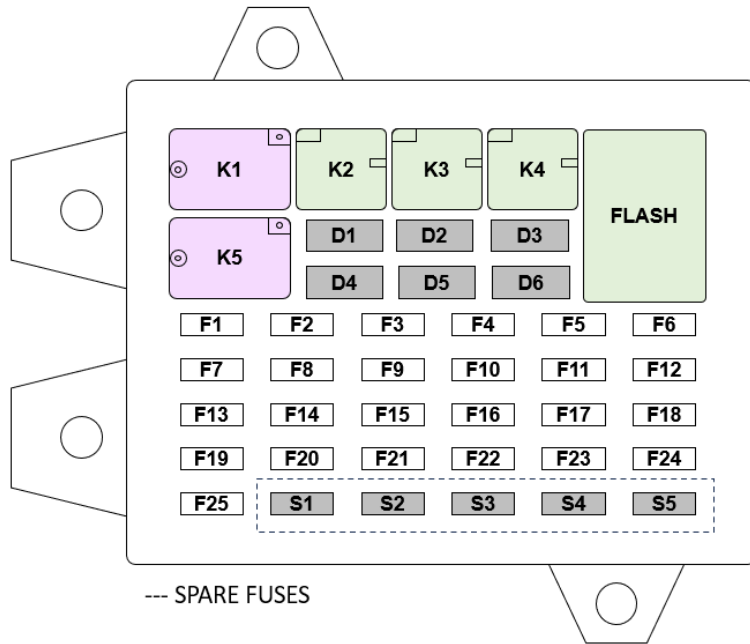 K1 K2 K3 K4 FLASH
K5 D1 D2 D3
D4 D5 D6
F1 F2 F3 F4 F5 F6
F7 F8 F9 F10 F11 F12
F13 F14 F15 F16 F17 F18
F19 F20 F21 F22 F23 F24
F25 S1 S2 S3 S4 S5
--- SPARE FUSES